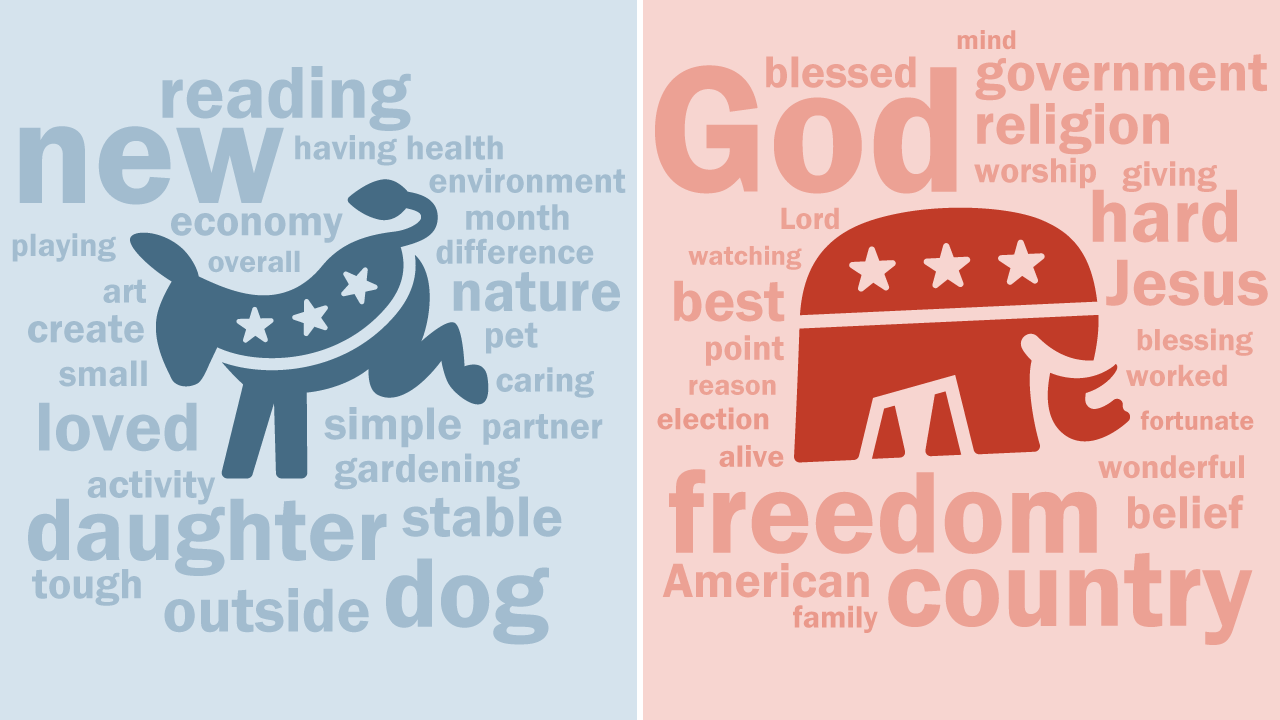 reading
new
having health
environment
economy
month
playing
overall
difference
art
nature
create
pet
small
caring
loved
simple
partner
activity
gardening
daughter
stable
tough
outside
dog
mind
blessed
government
God
religion
worship
giving
Lord
hard
watching
best
Jesus
point
blessing
reason
worked
election
fortunate
alive
wonderful
freedom
belief
American
country
family